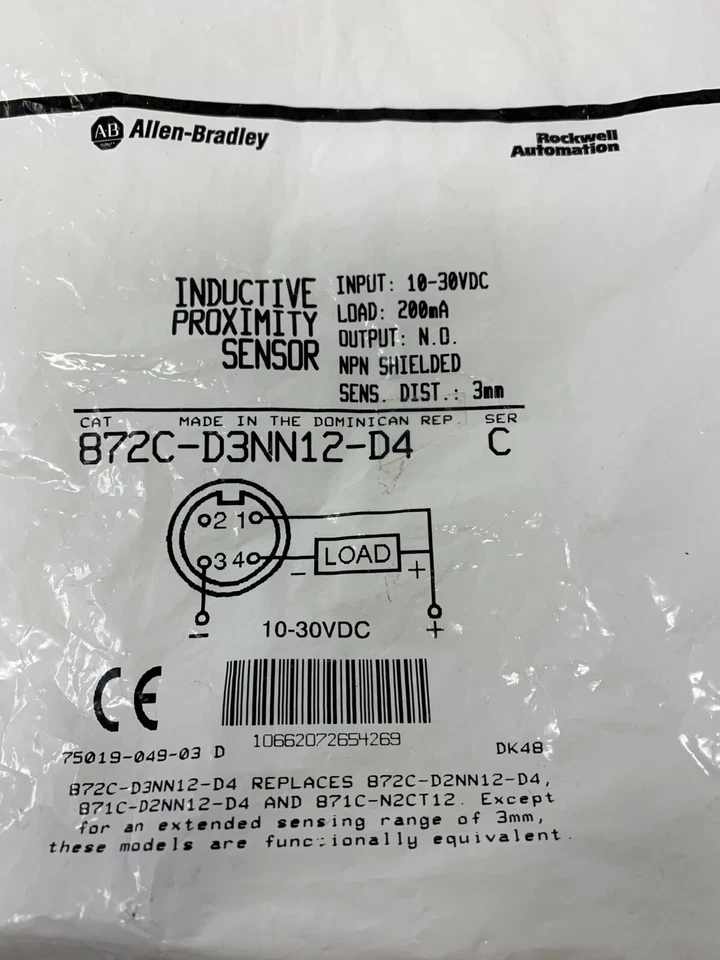 AB Allen-Bradley
Rockwell
Automation
INDUCTIVE
PROXIMITY
SENSOR
INPUT: 10-30VDC
LOAD: 200mA
OUTPUT: N.O.
NPN SHIELDED
SENS. DIST.: 3mm
CAT MADE IN THE DOMINICAN REP. SER
872C-D3NN12-D4 C
2 1
3 4 - LOAD +
- 10-30VDC +
CE
10662072654269
75019-049-03 D DK48
872C-D3NN12-D4 REPLACES 872C-D2NN12-D4,
871C-D2NN12-D4 AND 871C-N2CT12. Except
for an extended sensing range of 3mm,
these models are functionally equivalent.